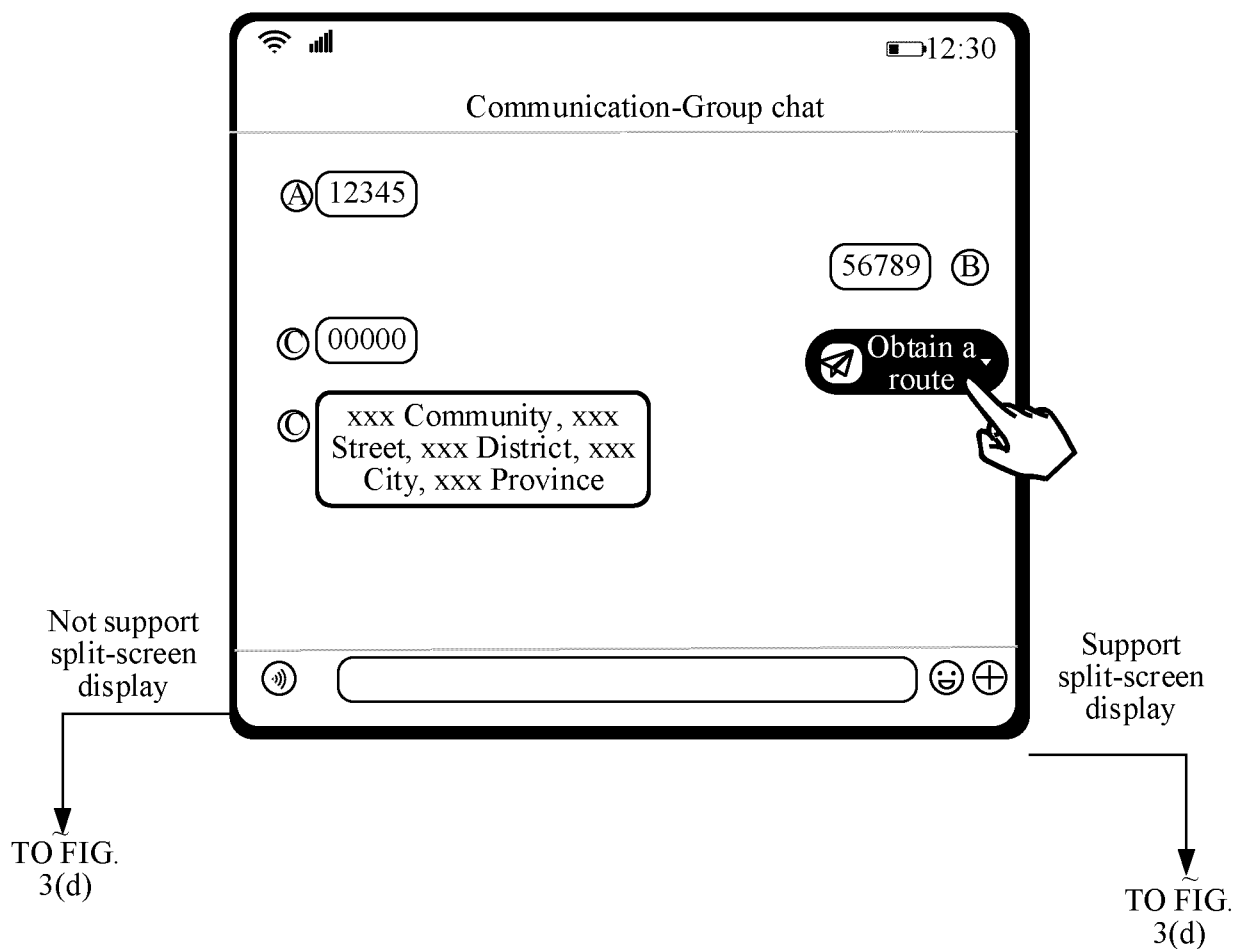 12:30
Communication-Group chat
A
12345
56789
B
C
00000
Obtain a
route
C
xxx Community, xxx
Street, xxx District, xxx
City, xxx Province
Not support
split-screen
display
Support
split-screen
display
TO FIG.
3(d)
TO FIG.
3(d)